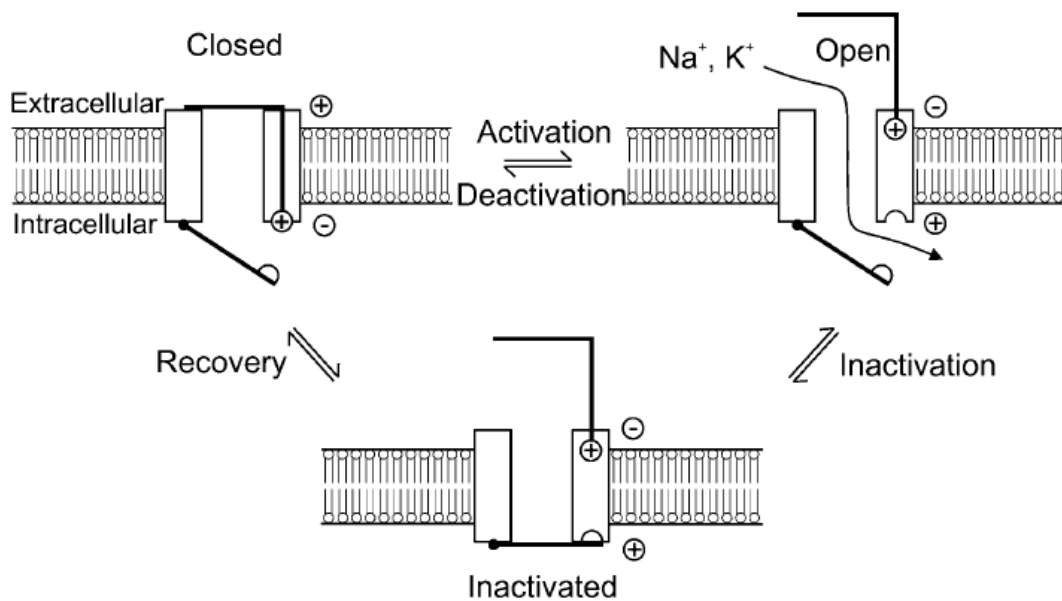 Closed
Extracellular
+
Intracellular
+
-
Activation
Deactivation
Na⁺, K⁺
Open
-
+
+
Recovery
Inactivation
-
+
+
Inactivated